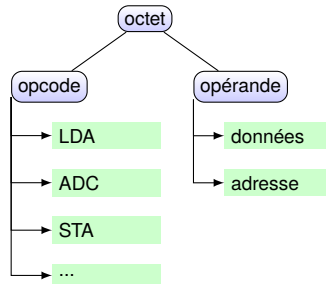 octet
opcode
opérande
LDA
données
ADC
adresse
STA
...